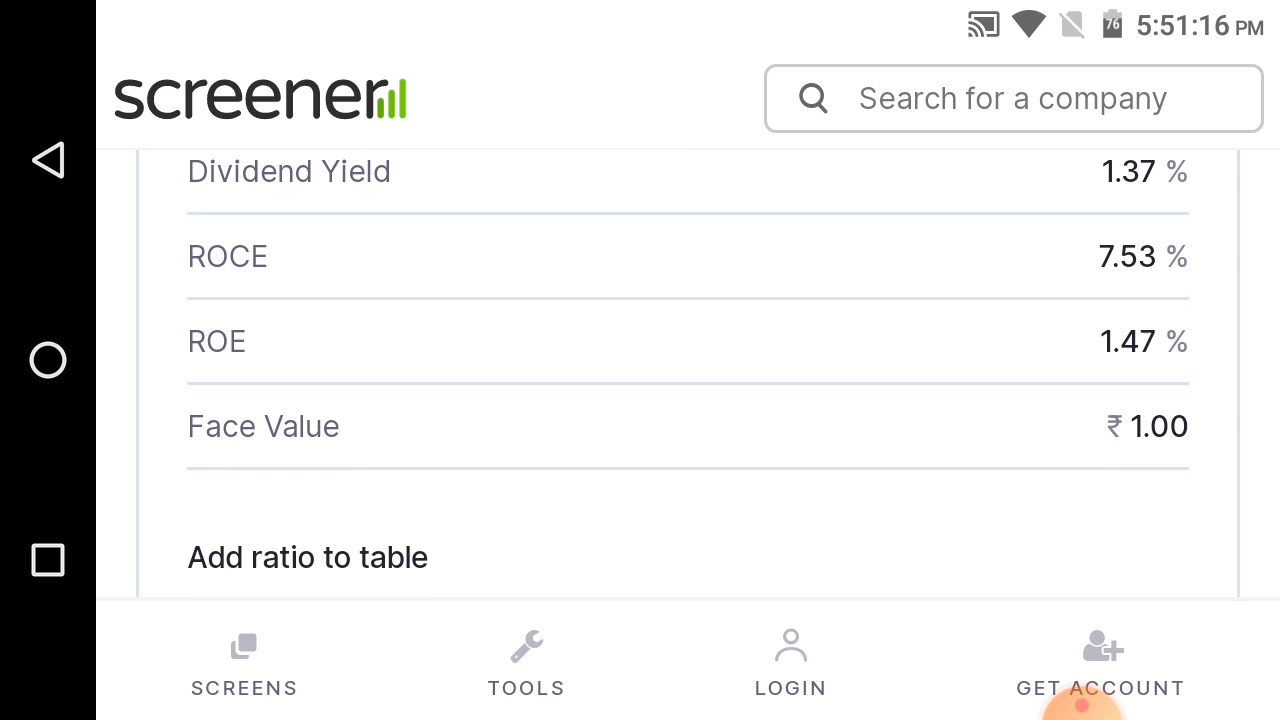 76 5:51:16 PM
screener
Search for a company
Dividend Yield 1.37 %
ROCE 7.53 %
ROE 1.47 %
Face Value ₹ 1.00
Add ratio to table
SCREENS TOOLS LOGIN GET ACCOUNT